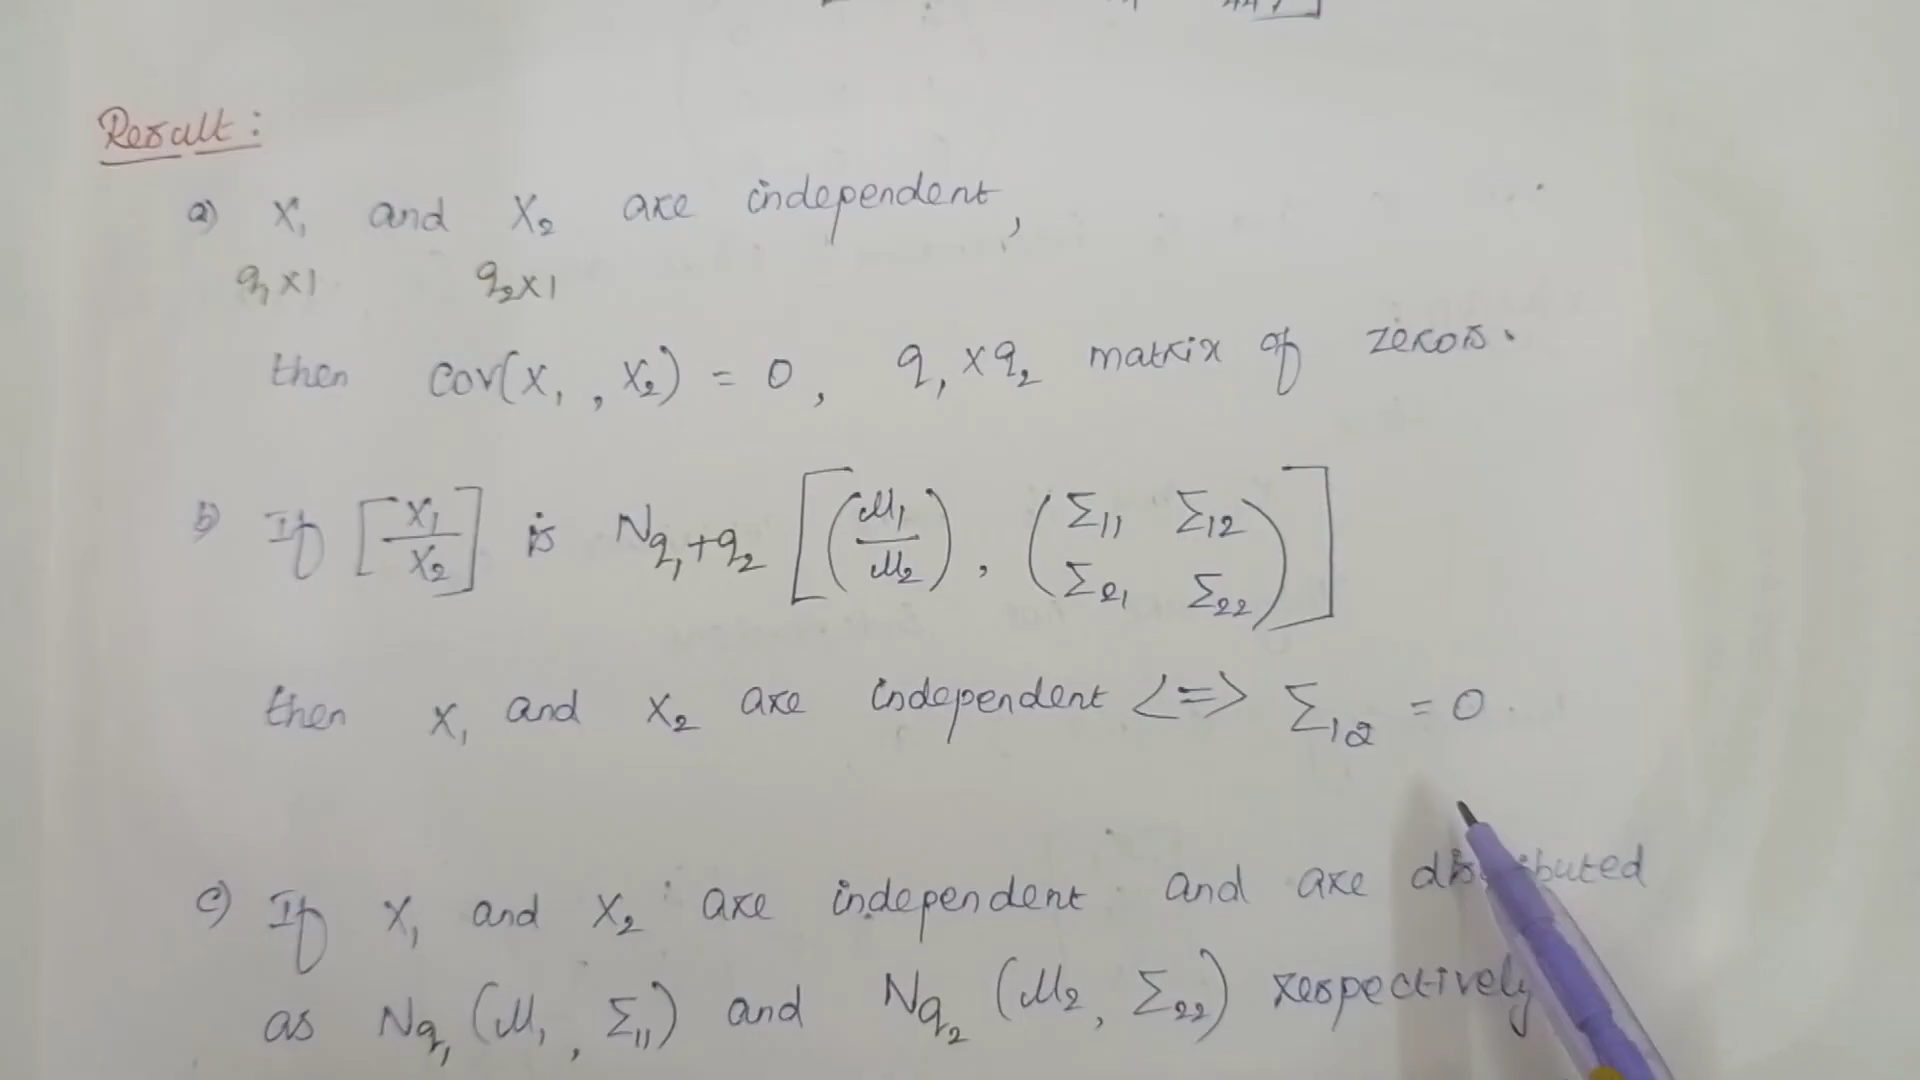 Result:
a) X₁ and X₂ are independent,
q₁×1 q₂×1
then cov(X₁, X₂) = 0, q₁×q₂ matrix of zeros.
b) If [X₁/X₂] is N_{q₁+q₂} [(μ₁/μ₂), (Σ₁₁ Σ₁₂
Σ₂₁ Σ₂₂)]
then X₁ and X₂ are independent <=> Σ₁₂ = 0.
c) If X₁ and X₂ are independent and are distributed
as N_{q₁}(μ₁, Σ₁₁) and N_{q₂}(μ₂, Σ₂₂) respectively